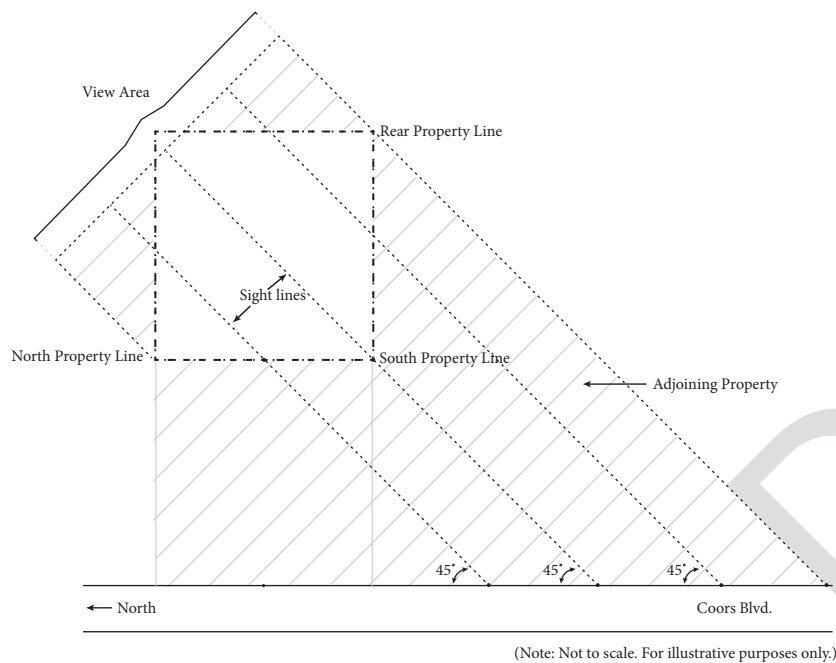 View Area
Rear Property Line
Sight lines
North Property Line
South Property Line
Adjoining Property
45°
45°
45°
North
Coors Blvd.
(Note: Not to scale. For illustrative purposes only.)